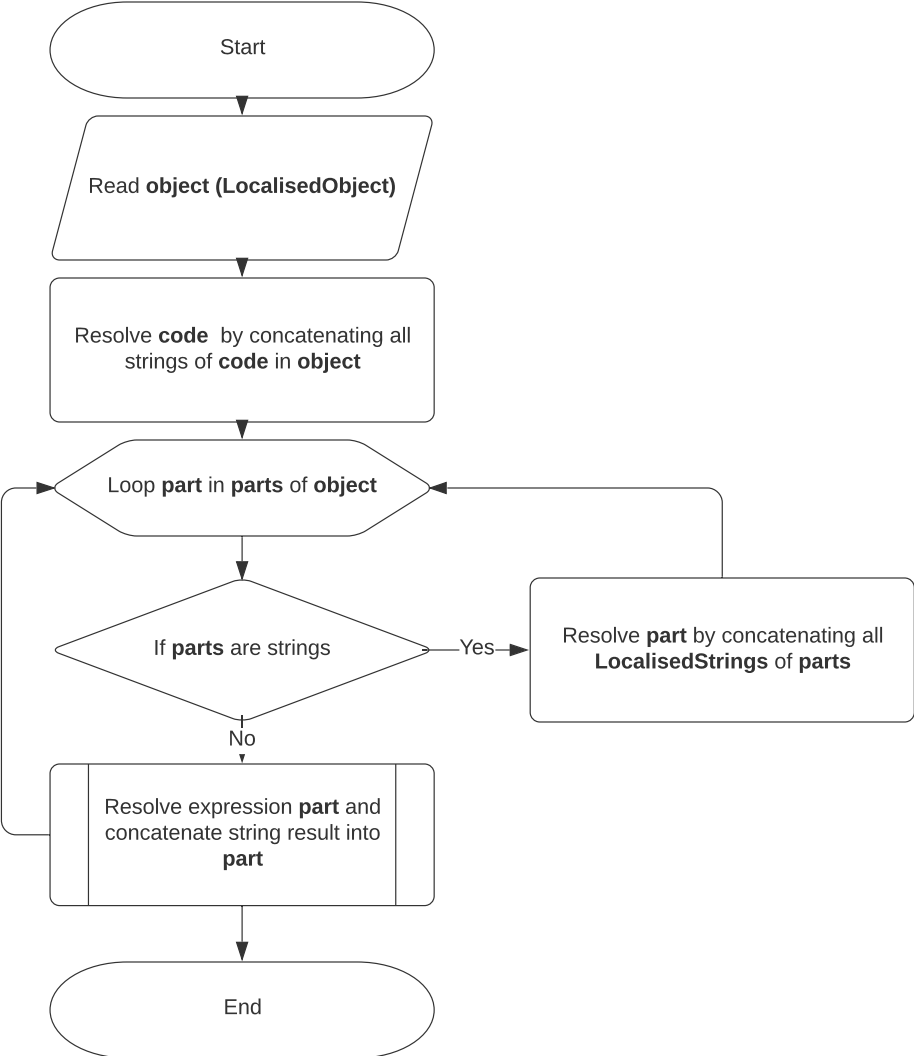 Start
Read object (LocalisedObject)
Resolve code by concatenating all
strings of code in object
Loop part in parts of object
If parts are strings
Yes
Resolve part by concatenating all
LocalisedStrings of parts
No
Resolve expression part and
concatenate string result into
part
End